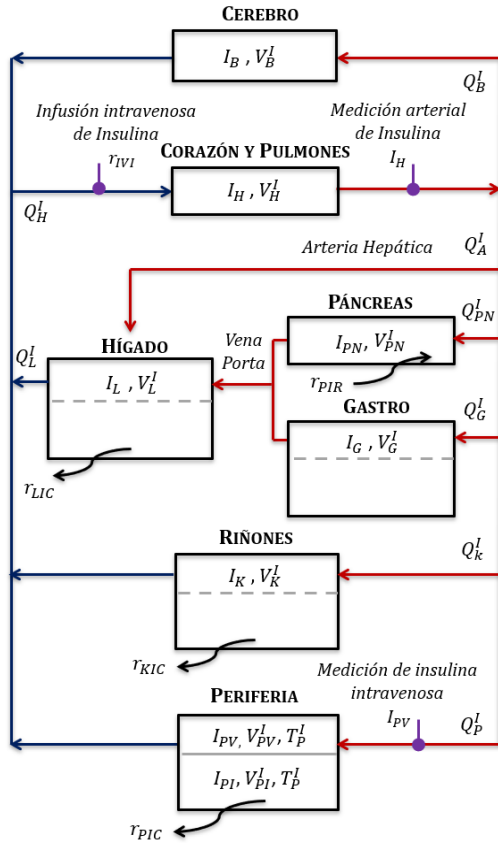 CEREBRO
I_B , V_B^I
Q_B^I
Infusión intravenosa
de Insulina
r_IVI
Medición arterial
de Insulina
I_H
CORAZÓN Y PULMONES
I_H , V_H^I
Q_H^I
Arteria Hepática
Q_A^I
PÁNCREAS
Q_PN^I
I_PN, V_PN^I
r_PIR
Vena
Porta
HÍGADO
Q_L^I
I_L , V_L^I
r_LIC
GASTRO
Q_G^I
I_G , V_G^I
RIÑONES
Q_k^I
I_K , V_K^I
r_KIC
Medición de insulina
intravenosa
I_PV
PERIFERIA
Q_P^I
I_PV, V_PV^I, T_P^I
I_PI, V_PI^I, T_P^I
r_PIC